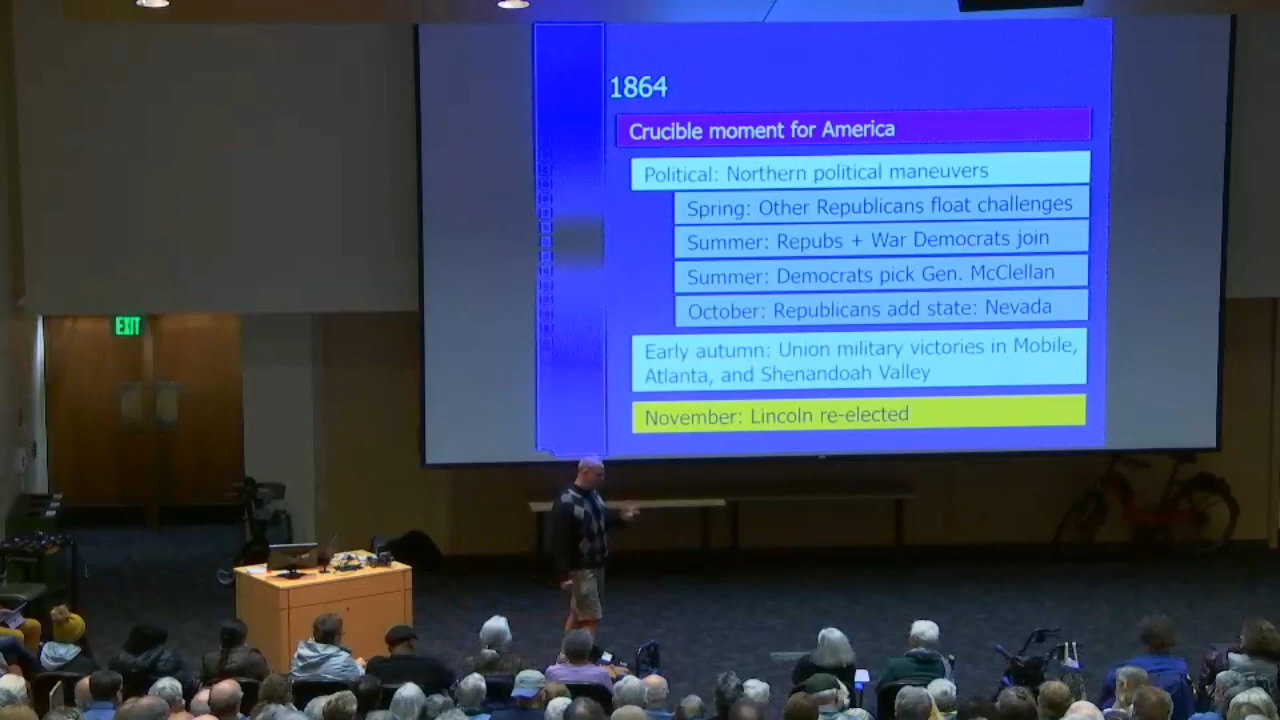 1864
Crucible moment for America
Political: Northern political maneuvers
Spring: Other Republicans float challenges
Summer: Repubs + War Democrats join
Summer: Democrats pick Gen. McClellan
October: Republicans add state: Nevada
Early autumn: Union military victories in Mobile,
Atlanta, and Shenandoah Valley
November: Lincoln re-elected
EXIT